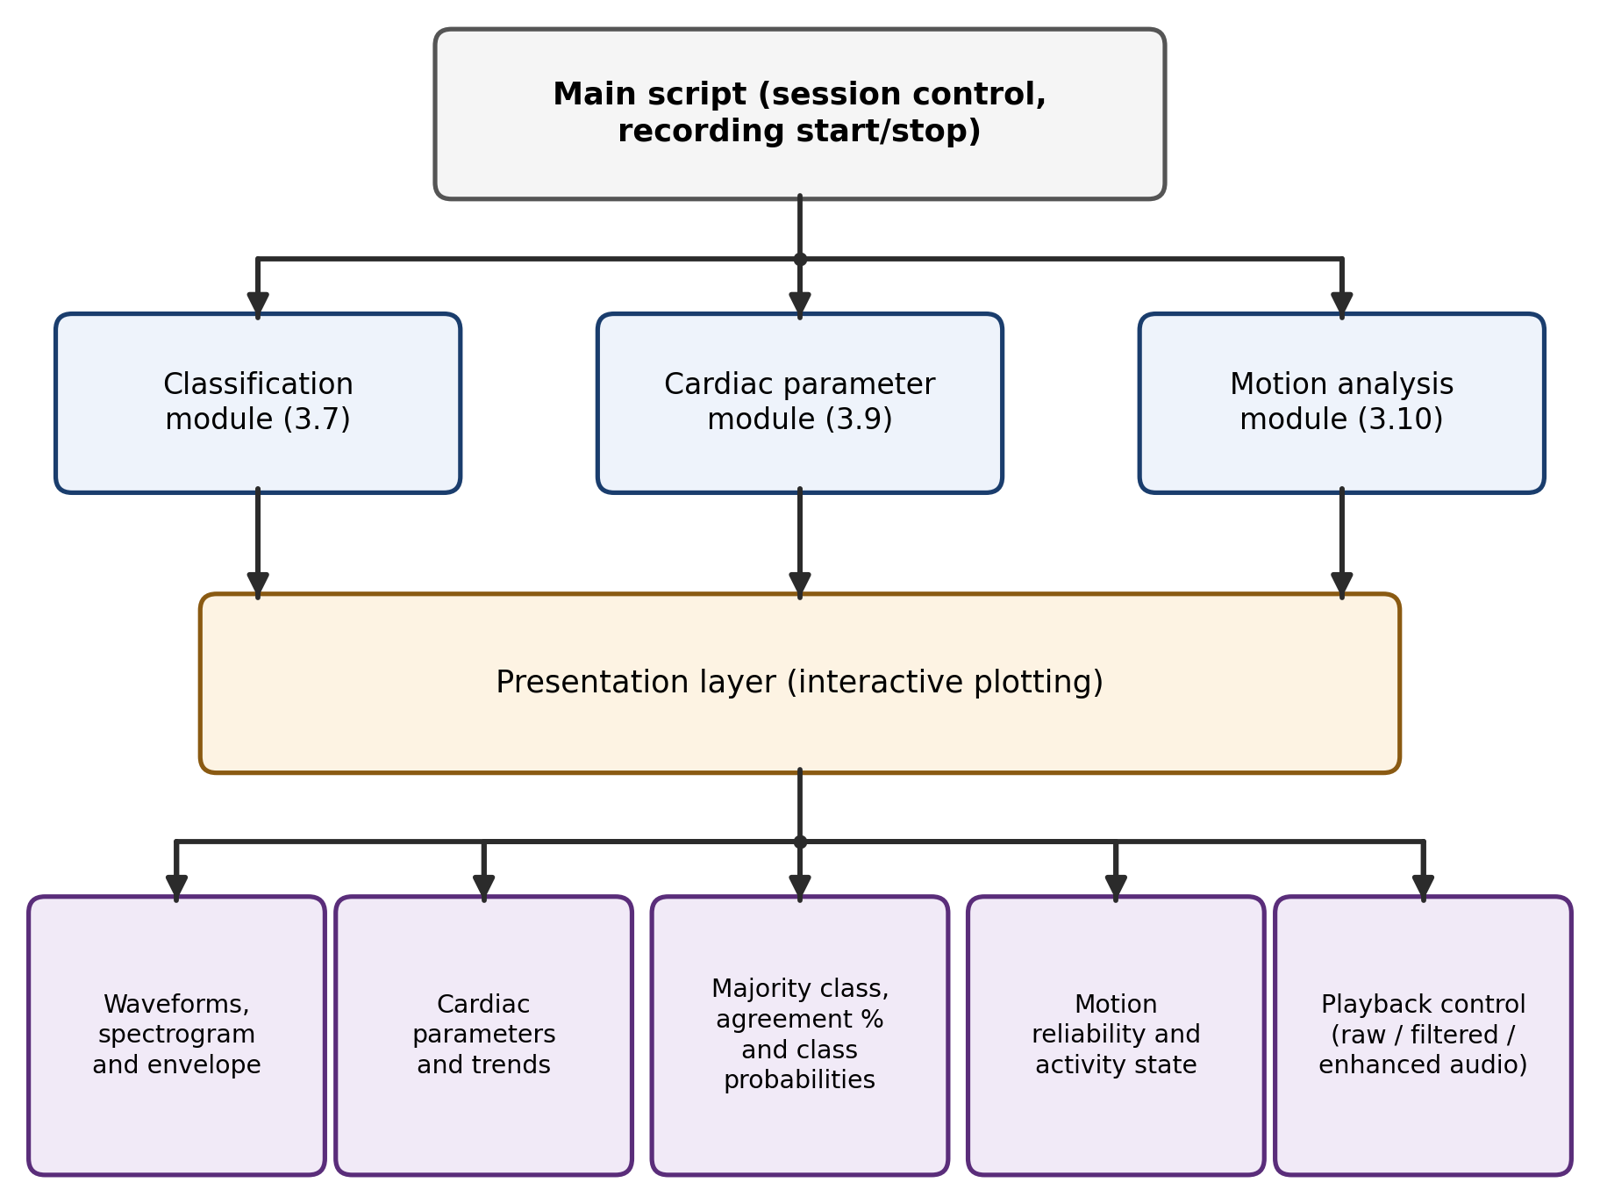 Main script (session control,
recording start/stop)
Classification
module (3.7)
Cardiac parameter
module (3.9)
Motion analysis
module (3.10)
Presentation layer (interactive plotting)
Waveforms,
spectrogram
and envelope
Cardiac
parameters
and trends
Majority class,
agreement %
and class
probabilities
Motion
reliability and
activity state
Playback control
(raw / filtered /
enhanced audio)